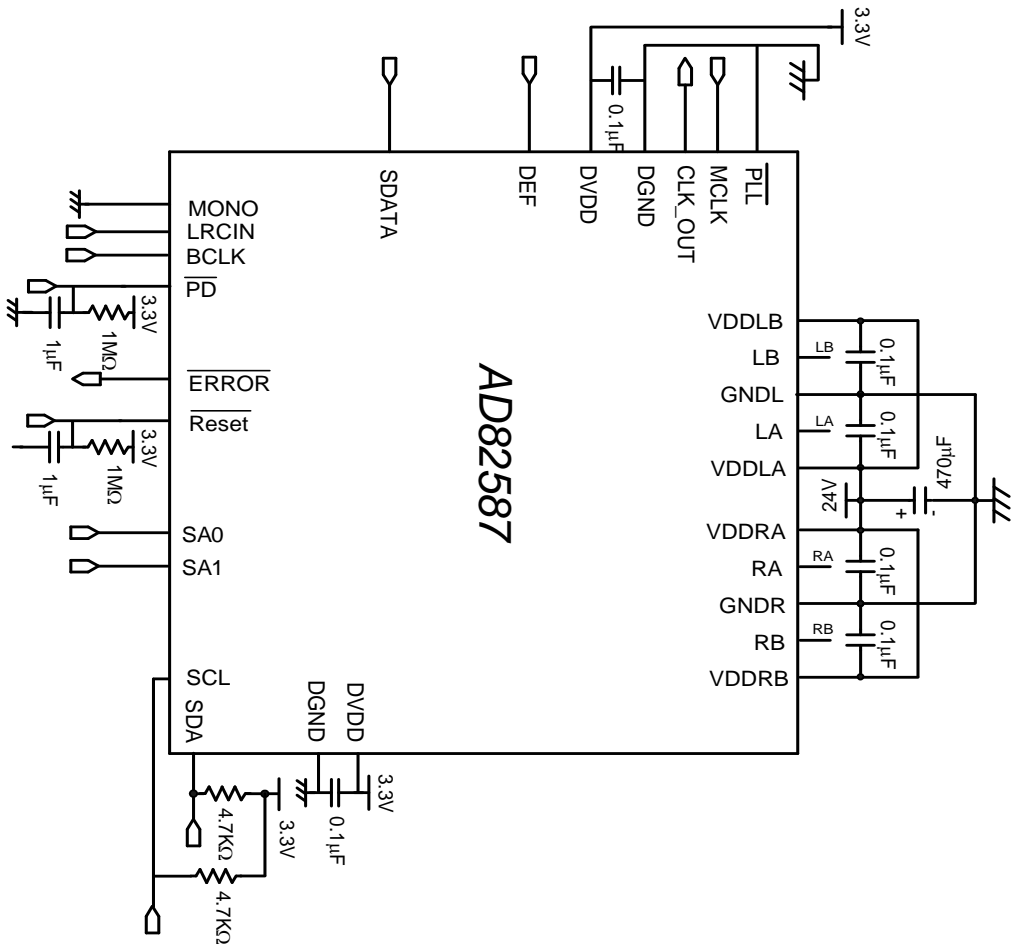 3.3V
0.1μF
SDATA
DEF
DVDD
DGND
CLK_OUT
MCLK
PLL
MONO
LRCIN
BCLK
PD
3.3V
1MΩ
1μF
ERROR
Reset
3.3V
1MΩ
1μF
SA0
SA1
SCL
SDA
DGND
DVDD
AD82587
VDDLB
LB
LB
0.1μF
GNDL
LA
LA
0.1μF
VDDLA
24V
+
-
470μF
VDDRA
RA
RA
0.1μF
GNDR
RB
RB
0.1μF
VDDRB
3.3V
0.1μF
3.3V
4.7KΩ
4.7KΩ